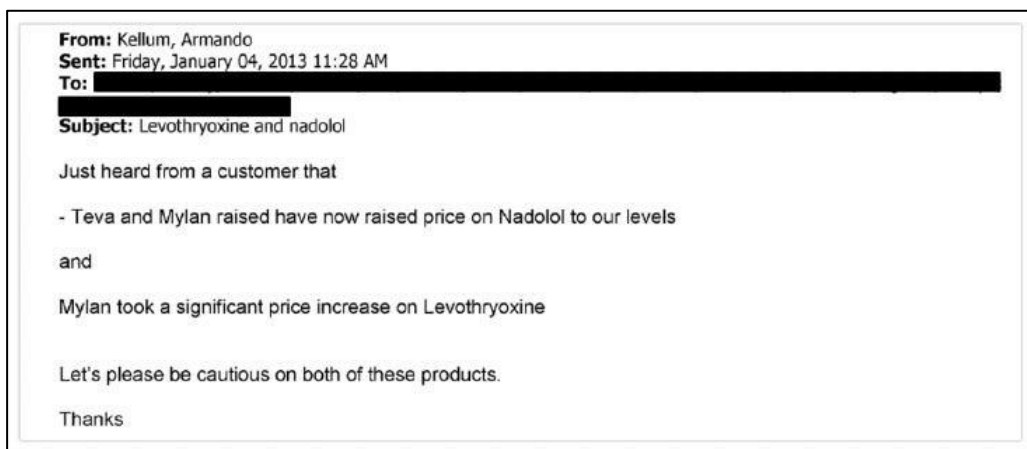 From: Kellum, Armando
Sent: Friday, January 04, 2013 11:28 AM
To:
Subject: Levothryoxine and nadolol
Just heard from a customer that
- Teva and Mylan raised have now raised price on Nadolol to our levels
and
Mylan took a significant price increase on Levothryoxine
Let's please be cautious on both of these products.
Thanks